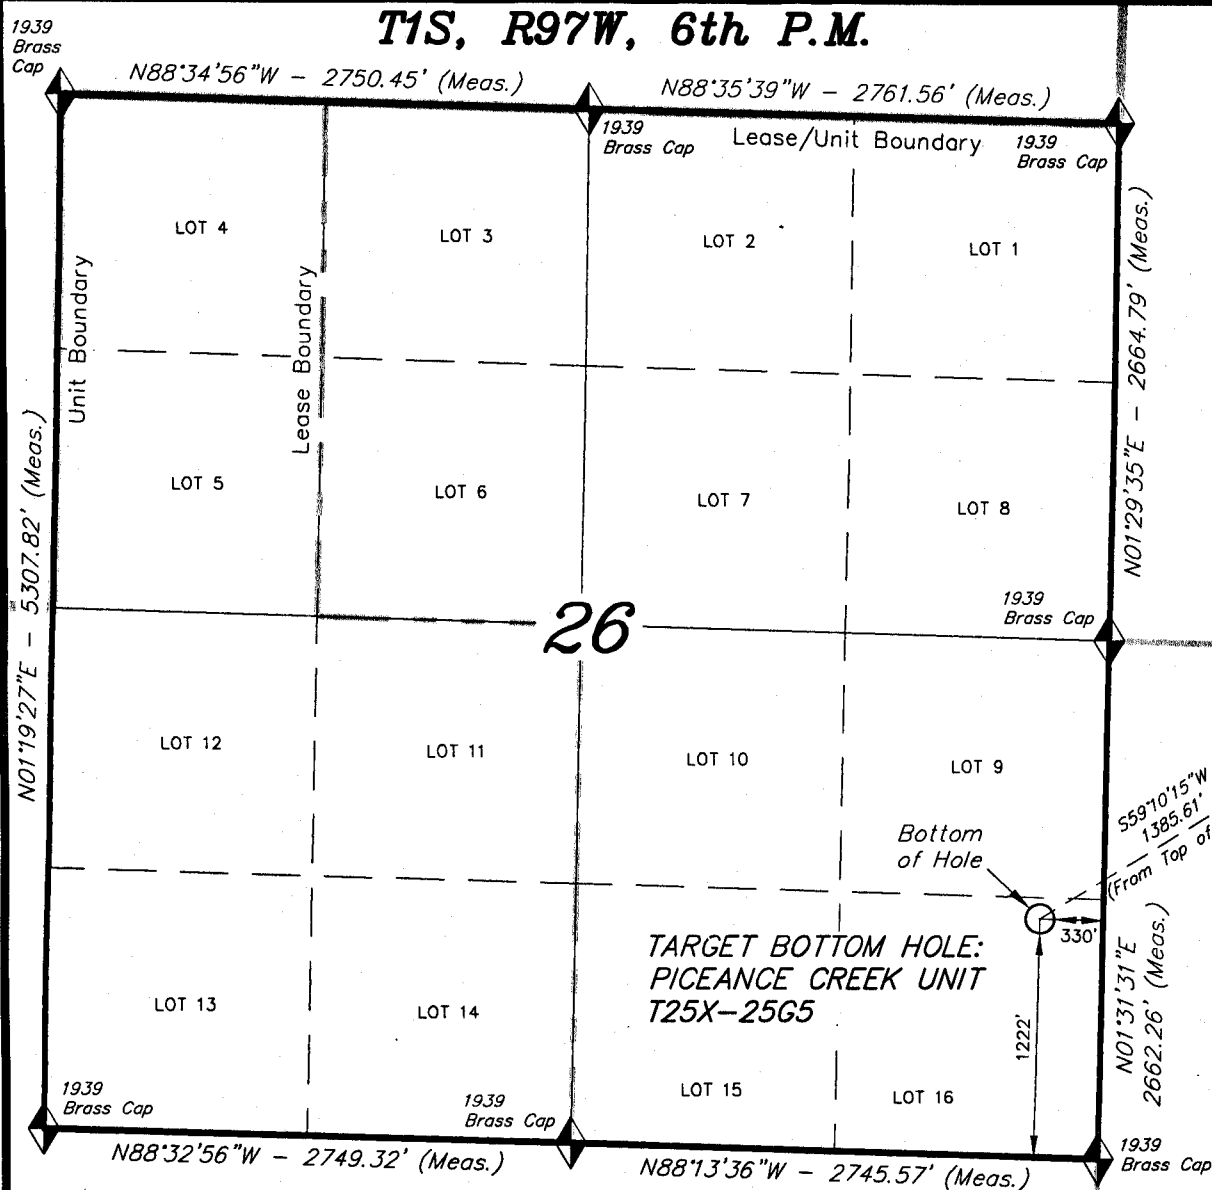 T1S, R97W, 6th P.M.
1939
Brass
Cap
N88°34'56"W - 2750.45' (Meas.)
N88°35'39"W - 2761.56' (Meas.)
1939
Brass Cap
Lease/Unit Boundary
1939
Brass Cap
LOT 4
LOT 3
LOT 2
LOT 1
Unit Boundary
Lease Boundary
N01°29'35"E - 2664.79' (Meas.)
N01°19'27"E - 5307.82' (Meas.)
LOT 5
LOT 6
LOT 7
LOT 8
26
1939
Brass Cap
LOT 12
LOT 11
LOT 10
LOT 9
S59°10'15"W
1385.61'
(From Top of
Bottom
of Hole
330'
TARGET BOTTOM HOLE:
PICEANCE CREEK UNIT
T25X-25G5
1222'
N01°31'31"E
2662.26' (Meas.)
LOT 13
LOT 14
LOT 15
LOT 16
1939
Brass Cap
1939
Brass Cap
1939
Brass Cap
N88°32'56"W - 2749.32' (Meas.)
N88°13'36"W - 2745.57' (Meas.)